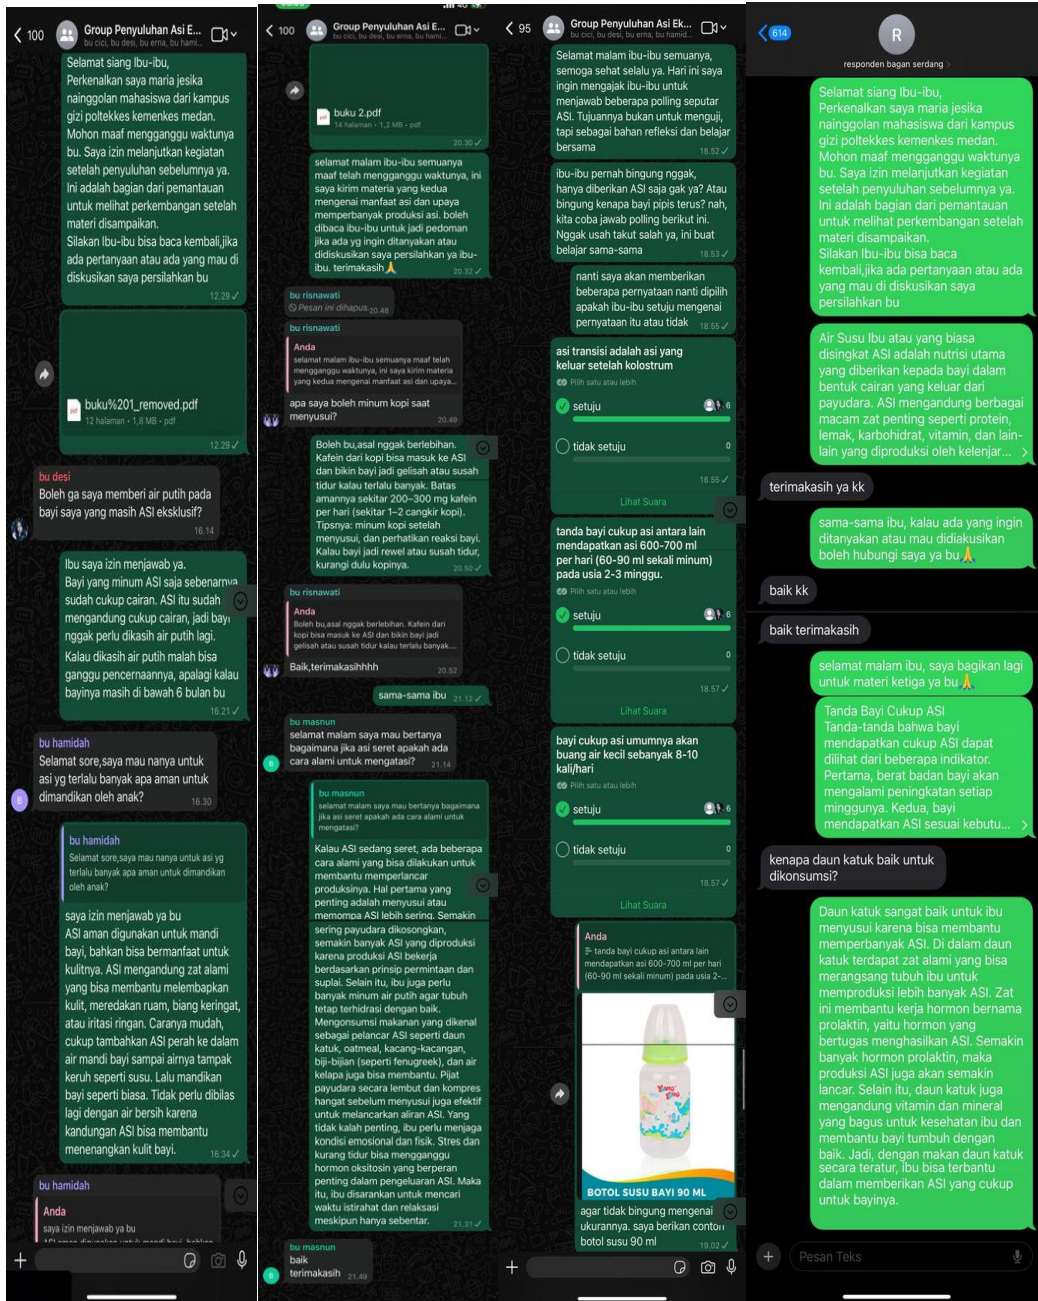 100
Group Penyuluhan Asi E...
bu cici, bu desi, bu erna, bu hami...
Selamat siang Ibu-ibu,
Perkenalkan saya maria jesika
nainggolan mahasiswa dari kampus
gizi poltekkes kemenkes medan.
Mohon maaf mengganggu waktunya
bu. Saya izin melanjutkan kegiatan
setelah penyuluhan sebelumnya ya.
Ini adalah bagian dari pemantauan
untuk melihat perkembangan setelah
materi disampaikan.
Silakan Ibu-ibu bisa baca kembali,jika
ada pertanyaan atau ada yang mau di
diskusikan saya persilahkan bu
12.29
buku%201_removed.pdf
12 halaman • 1,8 MB • pdf
12.29
bu desi
Boleh ga saya memberi air putih pada
bayi saya yang masih ASI eksklusif?
16.14
Ibu saya izin menjawab ya.
Bayi yang minum ASI saja sebenarnya
sudah cukup cairan. ASI itu sudah
mengandung cukup cairan, jadi bayi
nggak perlu dikasih air putih lagi.
Kalau dikasih air putih malah bisa
ganggu pencernaannya, apalagi kalau
bayinya masih di bawah 6 bulan bu
16.21
bu hamidah
Selamat sore,saya mau nanya untuk
asi yg terlalu banyak apa aman untuk
dimandikan oleh anak?
16.30
bu hamidah
Selamat sore,saya mau nanya untuk asi yg
terlalu banyak apa aman untuk dimandikan
oleh anak?
saya izin menjawab ya bu
ASI aman digunakan untuk mandi
bayi, bahkan bisa bermanfaat untuk
kulitnya. ASI mengandung zat alami
yang bisa membantu melembapkan
kulit, meredakan ruam, biang keringat,
atau iritasi ringan. Caranya mudah,
cukup tambahkan ASI perah ke dalam
air mandi bayi sampai airnya tampak
keruh seperti susu. Lalu mandikan
bayi seperti biasa. Tidak perlu dibilas
lagi dengan air bersih karena
kandungan ASI bisa membantu
menenangkan kulit bayi.
16.34
bu hamidah
Anda
saya izin menjawab ya bu
100
Group Penyuluhan Asi E...
bu cici, bu desi, bu erna, bu hami...
buku 2.pdf
14 halaman • 1,2 MB • pdf
20.30
selamat malam ibu-ibu semuanya
maaf telah mengganggu waktunya, ini
saya kirim materia yang kedua
mengenai manfaat asi dan upaya
memperbanyak produksi asi. boleh
dibaca ibu-ibu untuk jadi pedoman
jika ada yg ingin ditanyakan atau
didiskusikan saya persilahkan ya ibu-
ibu. terimakasih🙏
20.32
bu risnawati
Pesan ini dihapus.
20.48
bu risnawati
Anda
selamat malam ibu-ibu semuanya maaf telah
mengganggu waktunya, ini saya kirim materia
yang kedua mengenai manfaat asi dan upaya...
apa saya boleh minum kopi saat
menyusui?
20.49
Boleh bu,asal nggak berlebihan.
Kafein dari kopi bisa masuk ke ASI
dan bikin bayi jadi gelisah atau susah
tidur kalau terlalu banyak. Batas
amannya sekitar 200–300 mg kafein
per hari (sekitar 1–2 cangkir kopi).
Tipsnya: minum kopi setelah
menyusui, dan perhatikan reaksi bayi.
Kalau bayi jadi rewel atau susah tidur,
kurangi dulu kopinya.
20.50
bu risnawati
Anda
Boleh bu,asal nggak berlebihan. Kafein dari
kopi bisa masuk ke ASI dan bikin bayi jadi
gelisah atau susah tidur kalau terlalu banyak....
Baik,terimakasihhhh
20.52
sama-sama ibu
21.12
bu masnun
selamat malam saya mau bertanya
bagaimana jika asi seret apakah ada
cara alami untuk mengatasi?
21.14
bu masnun
selamat malam saya mau bertanya bagaimana
jika asi seret apakah ada cara alami untuk
mengatasi?
Kalau ASI sedang seret, ada beberapa
cara alami yang bisa dilakukan untuk
membantu memperlancar
produksinya. Hal pertama yang
penting adalah menyusui atau
memompa ASI lebih sering. Semakin
sering payudara dikosongkan,
semakin banyak ASI yang diproduksi
karena produksi ASI bekerja
berdasarkan prinsip permintaan dan
suplai. Selain itu, ibu juga perlu
banyak minum air putih agar tubuh
tetap terhidrasi dengan baik.
Mengonsumsi makanan yang dikenal
sebagai pelancar ASI seperti daun
katuk, oatmeal, kacang-kacangan,
biji-bijian (seperti fenugreek), dan air
kelapa juga bisa membantu. Pijat
payudara secara lembut dan kompres
hangat sebelum menyusui juga efektif
untuk melancarkan aliran ASI. Yang
tidak kalah penting, ibu perlu menjaga
kondisi emosional dan fisik. Stres dan
kurang tidur bisa mengganggu
hormon oksitosin yang berperan
penting dalam pengeluaran ASI. Maka
itu, ibu disarankan untuk mencari
waktu istirahat dan relaksasi
meskipun hanya sebentar.
21.31
bu masnun
baik
terimakasih
21.49
95
Group Penyuluhan Asi Ek...
bu cici, bu desi, bu erna, bu hamid...
Selamat malam ibu-ibu semuanya,
semoga sehat selalu ya. Hari ini saya
ingin mengajak ibu-ibu untuk
menjawab beberapa polling seputar
ASI. Tujuannya bukan untuk menguji,
tapi sebagai bahan refleksi dan belajar
bersama
18.52
ibu-ibu pernah bingung nggak,
hanya diberikan ASI saja gak ya? Atau
bingung kenapa bayi pipis terus? nah,
kita coba jawab polling berikut ini.
Nggak usah takut salah ya, ini buat
belajar sama-sama
18.53
nanti saya akan memberikan
beberapa pernyataan nanti dipilih
apakah ibu-ibu setuju mengenai
pernyataan itu atau tidak
18.55
asi transisi adalah asi yang
keluar setelah kolostrum
Pilih satu atau lebih
setuju
6
tidak setuju
0
18.55
Lihat Suara
tanda bayi cukup asi antara lain
mendapatkan asi 600-700 ml
per hari (60-90 ml sekali minum)
pada usia 2-3 minggu.
Pilih satu atau lebih
setuju
6
tidak setuju
0
18.57
Lihat Suara
bayi cukup asi umumnya akan
buang air kecil sebanyak 8-10
kali/hari
Pilih satu atau lebih
setuju
6
tidak setuju
0
18.57
Lihat Suara
Anda
tanda bayi cukup asi antara lain
mendapatkan asi 600-700 ml per hari
(60-90 ml sekali minum) pada usia 2-...
YOUNG YOUNG
BOTOL SUSU BAYI 90 ML
agar tidak bingung mengenai
ukurannya. saya berikan contoh
botol susu 90 ml
19.02
614
R
responden bagan serdang
Selamat siang Ibu-ibu,
Perkenalkan saya maria jesika
nainggolan mahasiswa dari kampus
gizi poltekkes kemenkes medan.
Mohon maaf mengganggu waktunya
bu. Saya izin melanjutkan kegiatan
setelah penyuluhan sebelumnya ya.
Ini adalah bagian dari pemantauan
untuk melihat perkembangan setelah
materi disampaikan.
Silakan Ibu-ibu bisa baca
kembali,jika ada pertanyaan atau ada
yang mau di diskusikan saya
persilahkan bu
Air Susu Ibu atau yang biasa
disingkat ASI adalah nutrisi utama
yang diberikan kepada bayi dalam
bentuk cairan yang keluar dari
payudara. ASI mengandung berbagai
macam zat penting seperti protein,
lemak, karbohidrat, vitamin, dan lain-
lain yang diproduksi oleh kelenjar...
terimakasih ya kk
sama-sama ibu, kalau ada yang ingin
ditanyakan atau mau didiakusikan
boleh hubungi saya ya bu🙏
baik kk
baik terimakasih
selamat malam ibu, saya bagikan lagi
untuk materi ketiga ya bu🙏
Tanda Bayi Cukup ASI
Tanda-tanda bahwa bayi
mendapatkan cukup ASI dapat
dilihat dari beberapa indikator.
Pertama, berat badan bayi akan
mengalami peningkatan setiap
minggunya. Kedua, bayi
mendapatkan ASI sesuai kebutu...
kenapa daun katuk baik untuk
dikonsumsi?
Daun katuk sangat baik untuk ibu
menyusui karena bisa membantu
memperbanyak ASI. Di dalam daun
katuk terdapat zat alami yang bisa
merangsang tubuh ibu untuk
memproduksi lebih banyak ASI. Zat
ini membantu kerja hormon bernama
prolaktin, yaitu hormon yang
bertugas menghasilkan ASI. Semakin
banyak hormon prolaktin, maka
produksi ASI juga akan semakin
lancar. Selain itu, daun katuk juga
mengandung vitamin dan mineral
yang bagus untuk kesehatan ibu dan
membantu bayi tumbuh dengan
baik. Jadi, dengan makan daun katuk
secara teratur, ibu bisa terbantu
dalam memberikan ASI yang cukup
untuk bayinya.
Pesan Teks